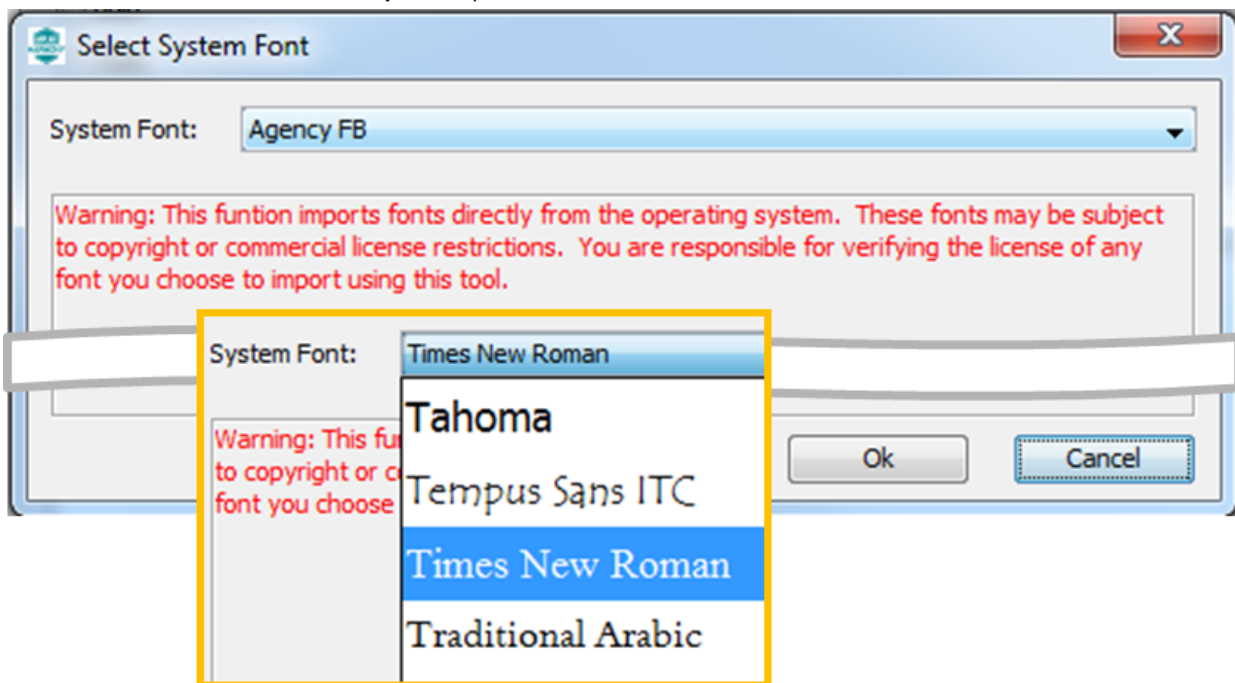 Select System Font
System Font: Agency FB
Warning: This funtion imports fonts directly from the operating system. These fonts may be subject
to copyright or commercial license restrictions. You are responsible for verifying the license of any
font you choose to import using this tool.
System Font: Times New Roman
Tahoma
Tempus Sans ITC
Times New Roman
Traditional Arabic
Warning: This fu
to copyright or c
font you choose
Ok
Cancel